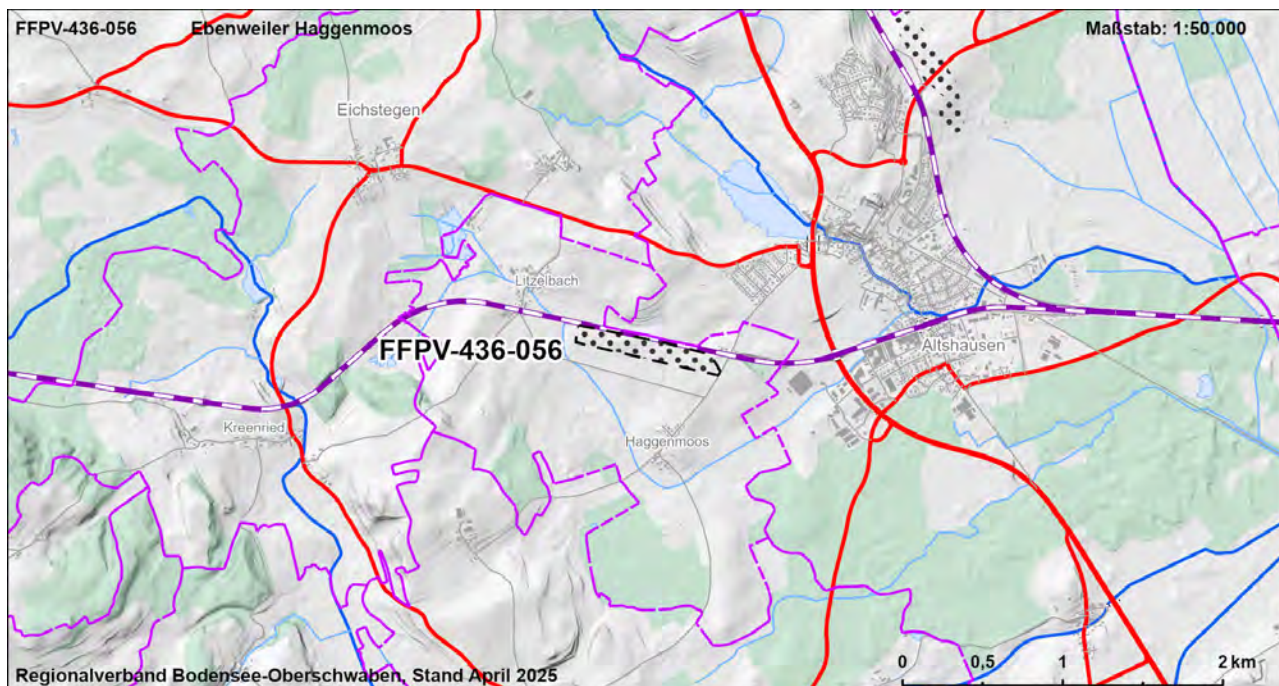 FFPV-436-056 Ebenweiler Haggenmoos Maßstab: 1:50.000
Eichstegen
Litzelbach
FFPV-436-056
Altshausen
Kreenried
Haggenmoos
0 0,5 1 2 km
Regionalverband Bodensee-Oberschwaben, Stand April 2025